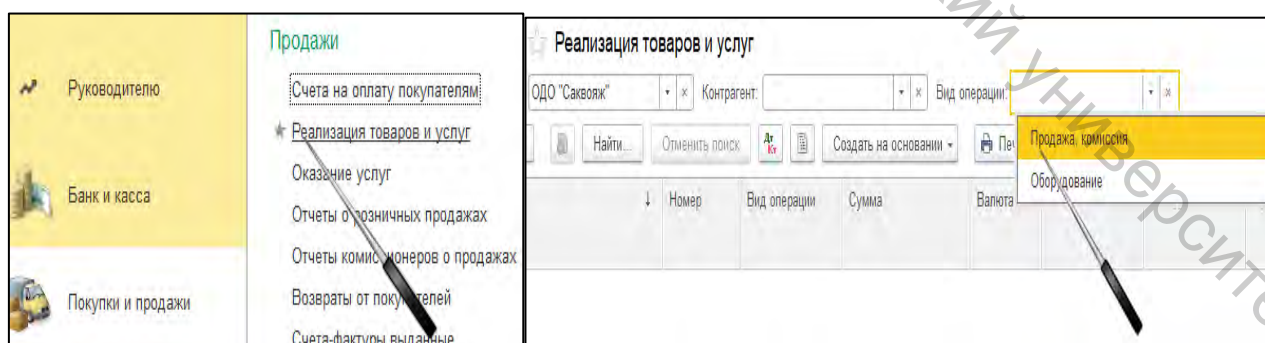 Руководителю
Банк и касса
Покупки и продажи
Продажи
Счета на оплату покупателям
Реализация товаров и услуг
Оказание услуг
Отчеты о розничных продажах
Отчеты комиссионеров о продажах
Возвраты от покупателей
Счета-фактуры выданные
Реализация товаров и услуг
ОДО "Саквояж" Контрагент: Вид операции:
Найти... Отменить поиск Дт Кт Создать на основании
Продажа, комиссия
Оборудование
Номер Вид операции Сумма Валюта